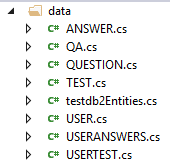 data
C# ANSWER.cs
C# QA.cs
C# QUESTION.cs
C# TEST.cs
C# testdb2Entities.cs
C# USER.cs
C# USERANSWERS.cs
C# USERTEST.cs